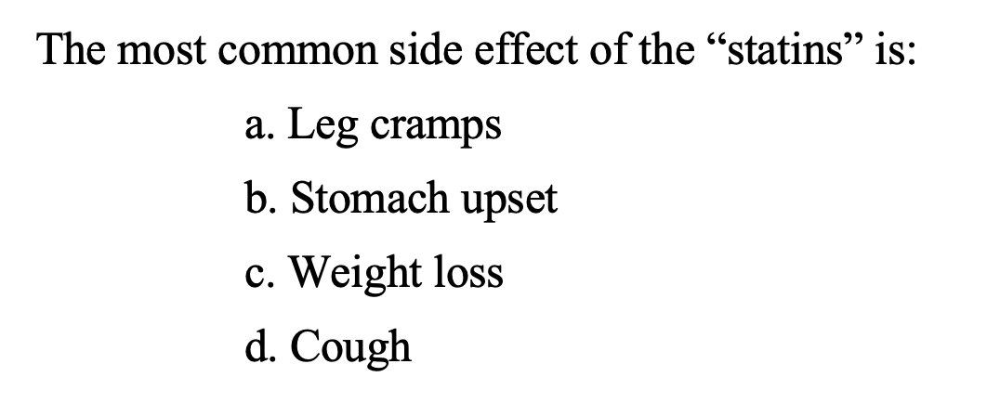 The most common side effect of the “statins” is:
a. Leg cramps
b. Stomach upset
c. Weight loss
d. Cough